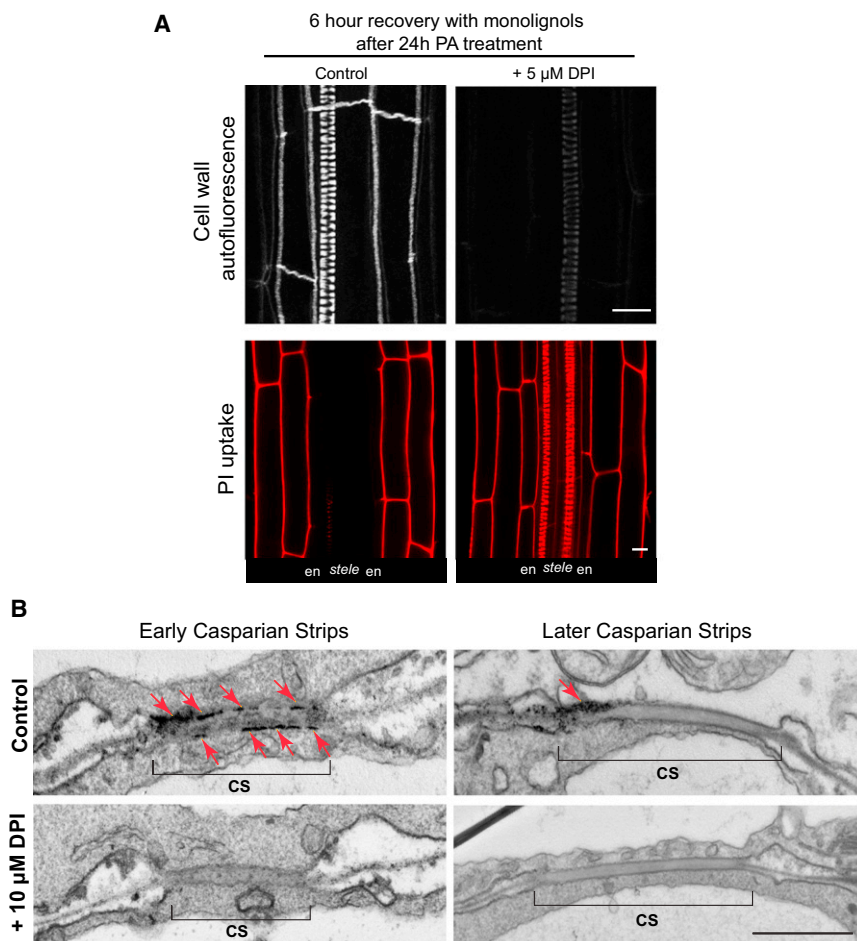 A
6 hour recovery with monolignols
after 24h PA treatment
Control
+ 5 µM DPI
Cell wall
autofluorescence
PI uptake
en stele en
en stele en
B
Early Casparian Strips
Later Casparian Strips
Control
CS
CS
+ 10 µM DPI
CS
CS